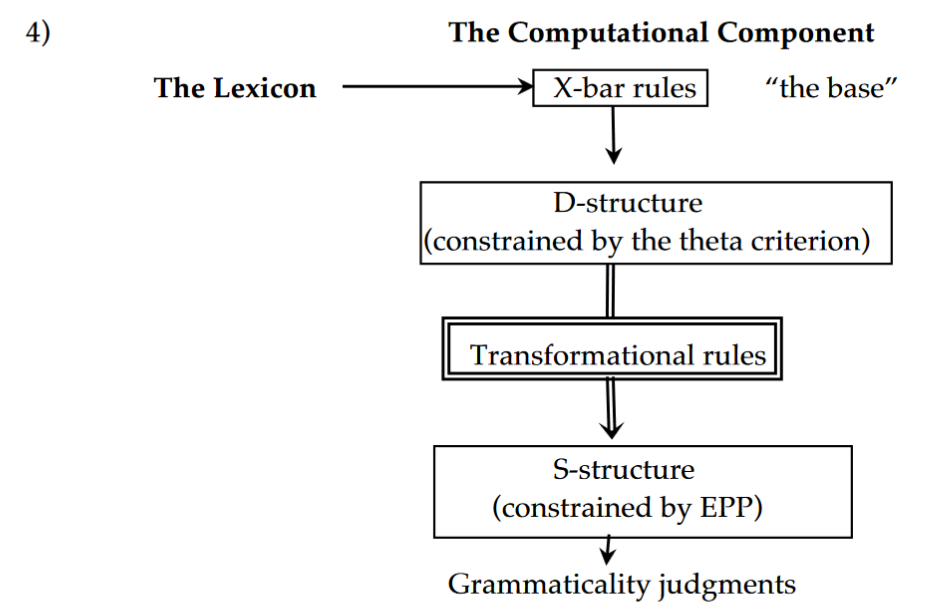 4)
The Computational Component
The Lexicon
X-bar rules
“the base”
D-structure
(constrained by the theta criterion)
Transformational rules
S-structure
(constrained by EPP)
Grammaticality judgments